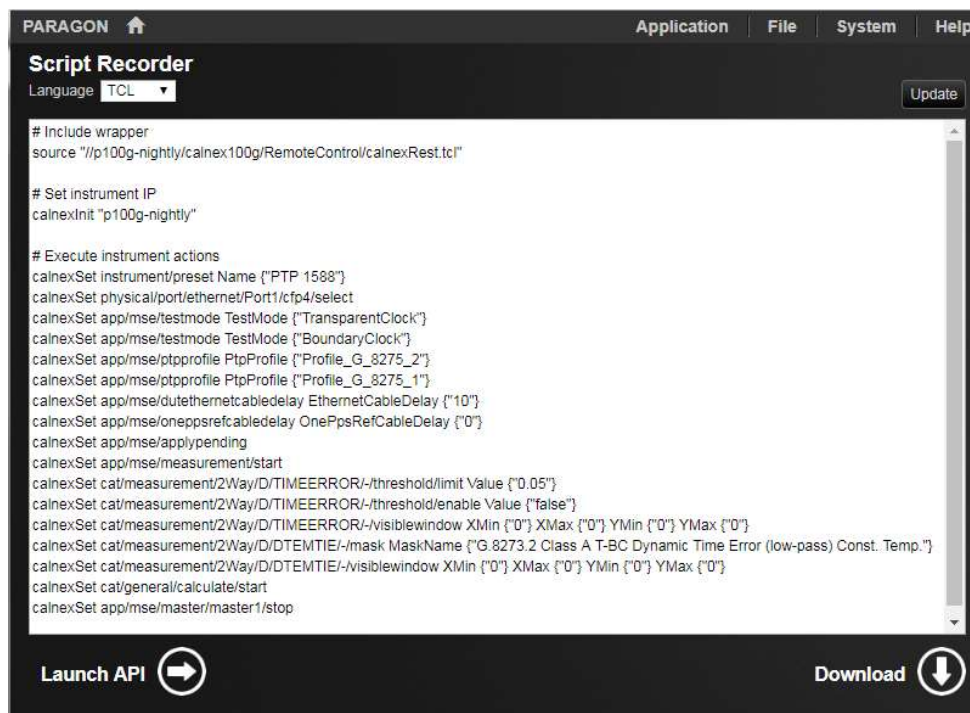 PARAGON
Application File System Help
Script Recorder
Language TCL
Update
# Include wrapper
source "//p100g-nightly/calnex100g/RemoteControl/calnexRest.tcl"
# Set instrument IP
calnexInit "p100g-nightly"
# Execute instrument actions
calnexSet instrument/preset Name {"PTP 1588"}
calnexSet physical/port/ethernet/Port1/cfp4/select
calnexSet app/mse/testmode TestMode {"TransparentClock"}
calnexSet app/mse/testmode TestMode {"BoundaryClock"}
calnexSet app/mse/ptpprofile PtpProfile {"Profile_G_8275_2"}
calnexSet app/mse/ptpprofile PtpProfile {"Profile_G_8275_1"}
calnexSet app/mse/dutethernetcabledelay EthernetCableDelay {"10"}
calnexSet app/mse/oneppsrefcabledelay OnePpsRefCableDelay {"0"}
calnexSet app/mse/applypending
calnexSet app/mse/measurement/start
calnexSet cat/measurement/2Way/D/TIMEERROR/-/threshold/limit Value {"0.05"}
calnexSet cat/measurement/2Way/D/TIMEERROR/-/threshold/enable Value {"false"}
calnexSet cat/measurement/2Way/D/TIMEERROR/-/visiblewindow XMin {"0"} XMax {"0"} YMin {"0"} YMax {"0"}
calnexSet cat/measurement/2Way/D/DTEMTIE/-/mask MaskName {"G.8273.2 Class A T-BC Dynamic Time Error (low-pass) Const. Temp."}
calnexSet cat/measurement/2Way/D/DTEMTIE/-/visiblewindow XMin {"0"} XMax {"0"} YMin {"0"} YMax {"0"}
calnexSet cat/general/calculate/start
calnexSet app/mse/master/master1/stop
Launch API
Download